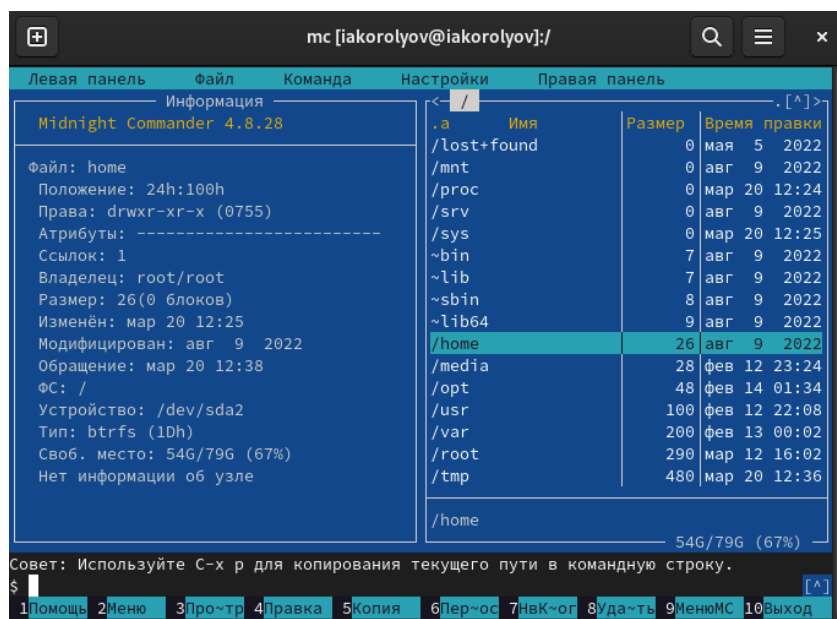 mc [iakorolyov@iakorolyov]:/
Левая панель Файл Команда Настройки Правая панель
Информация
Midnight Commander 4.8.28
Файл: home
Положение: 24h:100h
Права: drwxr-xr-x (0755)
Атрибуты: -------------------------
Ссылок: 1
Владелец: root/root
Размер: 26(0 блоков)
Изменён: мар 20 12:25
Модифицирован: авг 9 2022
Обращение: мар 20 12:38
ФС: /
Устройство: /dev/sda2
Тип: btrfs (1Dh)
Своб. место: 54G/79G (67%)
Нет информации об узле
<─ / .[^]>
.и Имя Размер Время правки
/lost+found 0 мая 5 2022
/mnt 0 авг 9 2022
/proc 0 мар 20 12:24
/srv 0 авг 9 2022
/sys 0 мар 20 12:25
~bin 7 авг 9 2022
~lib 7 авг 9 2022
~sbin 8 авг 9 2022
~lib64 9 авг 9 2022
/home 26 авг 9 2022
/media 28 фев 12 23:24
/opt 48 фев 14 01:34
/usr 100 фев 12 22:08
/var 200 фев 13 00:02
/root 290 мар 12 16:02
/tmp 480 мар 20 12:36
/home
54G/79G (67%)
Совет: Используйте C-x p для копирования текущего пути в командную строку.
$ [^]
1Помощь 2Меню 3Про~тр 4Правка 5Копия 6Пер~ос 7НвК~ог 8Уда~ть 9МенюMC 10Выход